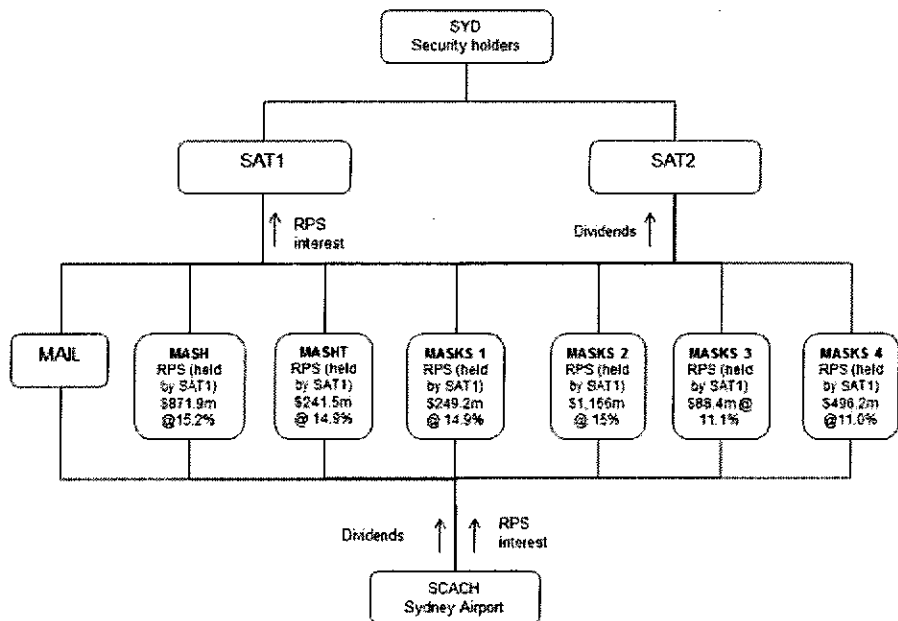 SYD
Security holders
SAT1
SAT2
RPS
interest
Dividends
MAIL
MASH
RPS (held
by SAT1)
$871.9m
@15.2%
MASHT
RPS (held
by SAT1)
$241.5m
@ 14.9%
MASKS 1
RPS (held
by SAT1)
$249.2m
@ 14.9%
MASKS 2
RPS (held
by SAT1)
$1,166m
@ 15%
MASKS 3
RPS (held
by SAT1)
$88.4m @
11.1%
MASKS 4
RPS (held
by SAT1)
$496.2m
@11.0%
Dividends
RPS
interest
SCACH
Sydney Airport